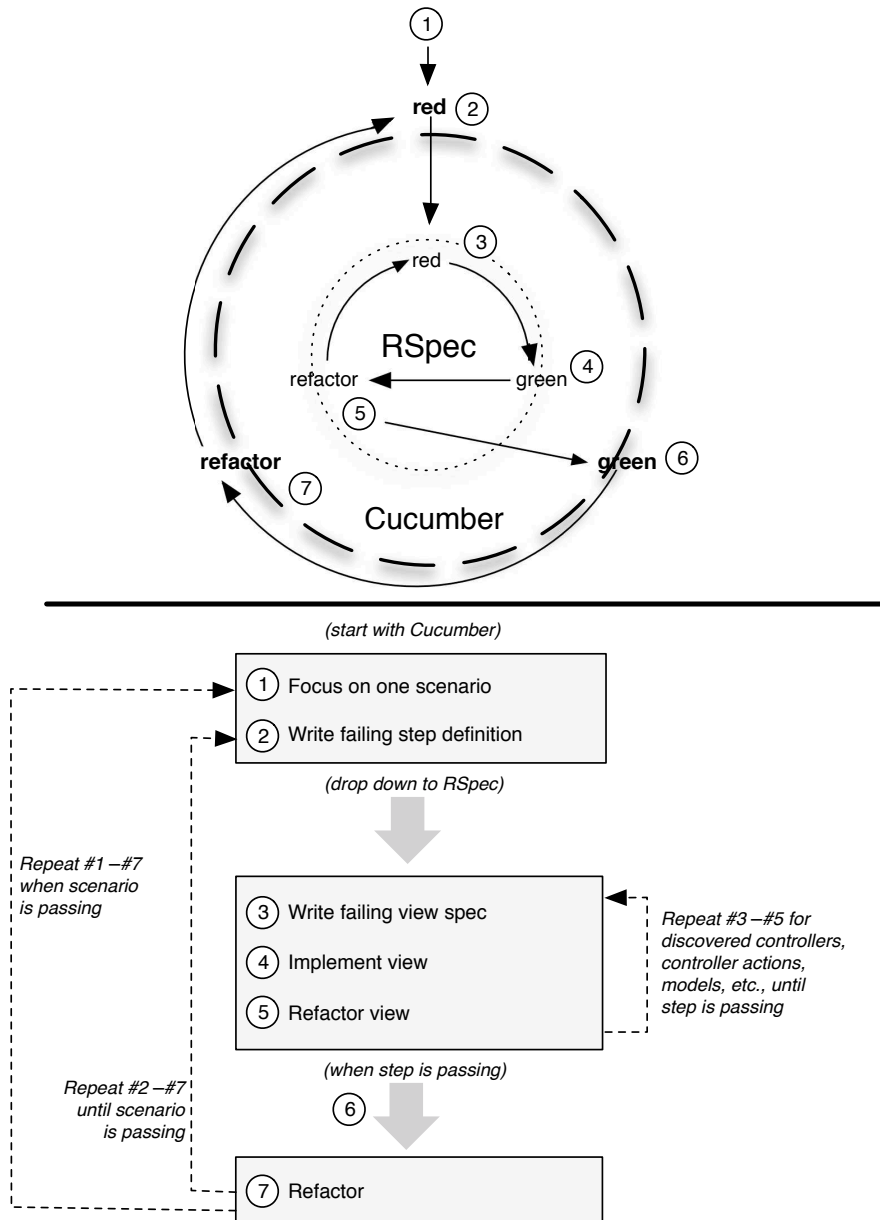 1
red 2
3
red
RSpec
refactor green 4
5
refactor green 6
7
Cucumber
(start with Cucumber)
1 Focus on one scenario
2 Write failing step definition
(drop down to RSpec)
Repeat #1–#7
when scenario
is passing
3 Write failing view spec
4 Implement view
5 Refactor view
Repeat #3–#5 for
discovered controllers,
controller actions,
models, etc., until
step is passing
(when step is passing)
Repeat #2–#7
until scenario
is passing
6
7 Refactor